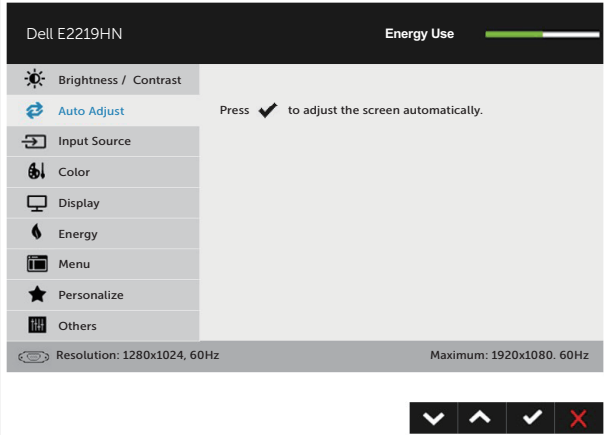 Dell E2219HN
Energy Use
Brightness / Contrast
Auto Adjust
Press to adjust the screen automatically.
Input Source
Color
Display
Energy
Menu
Personalize
Others
Resolution: 1280x1024, 60Hz
Maximum: 1920x1080. 60Hz